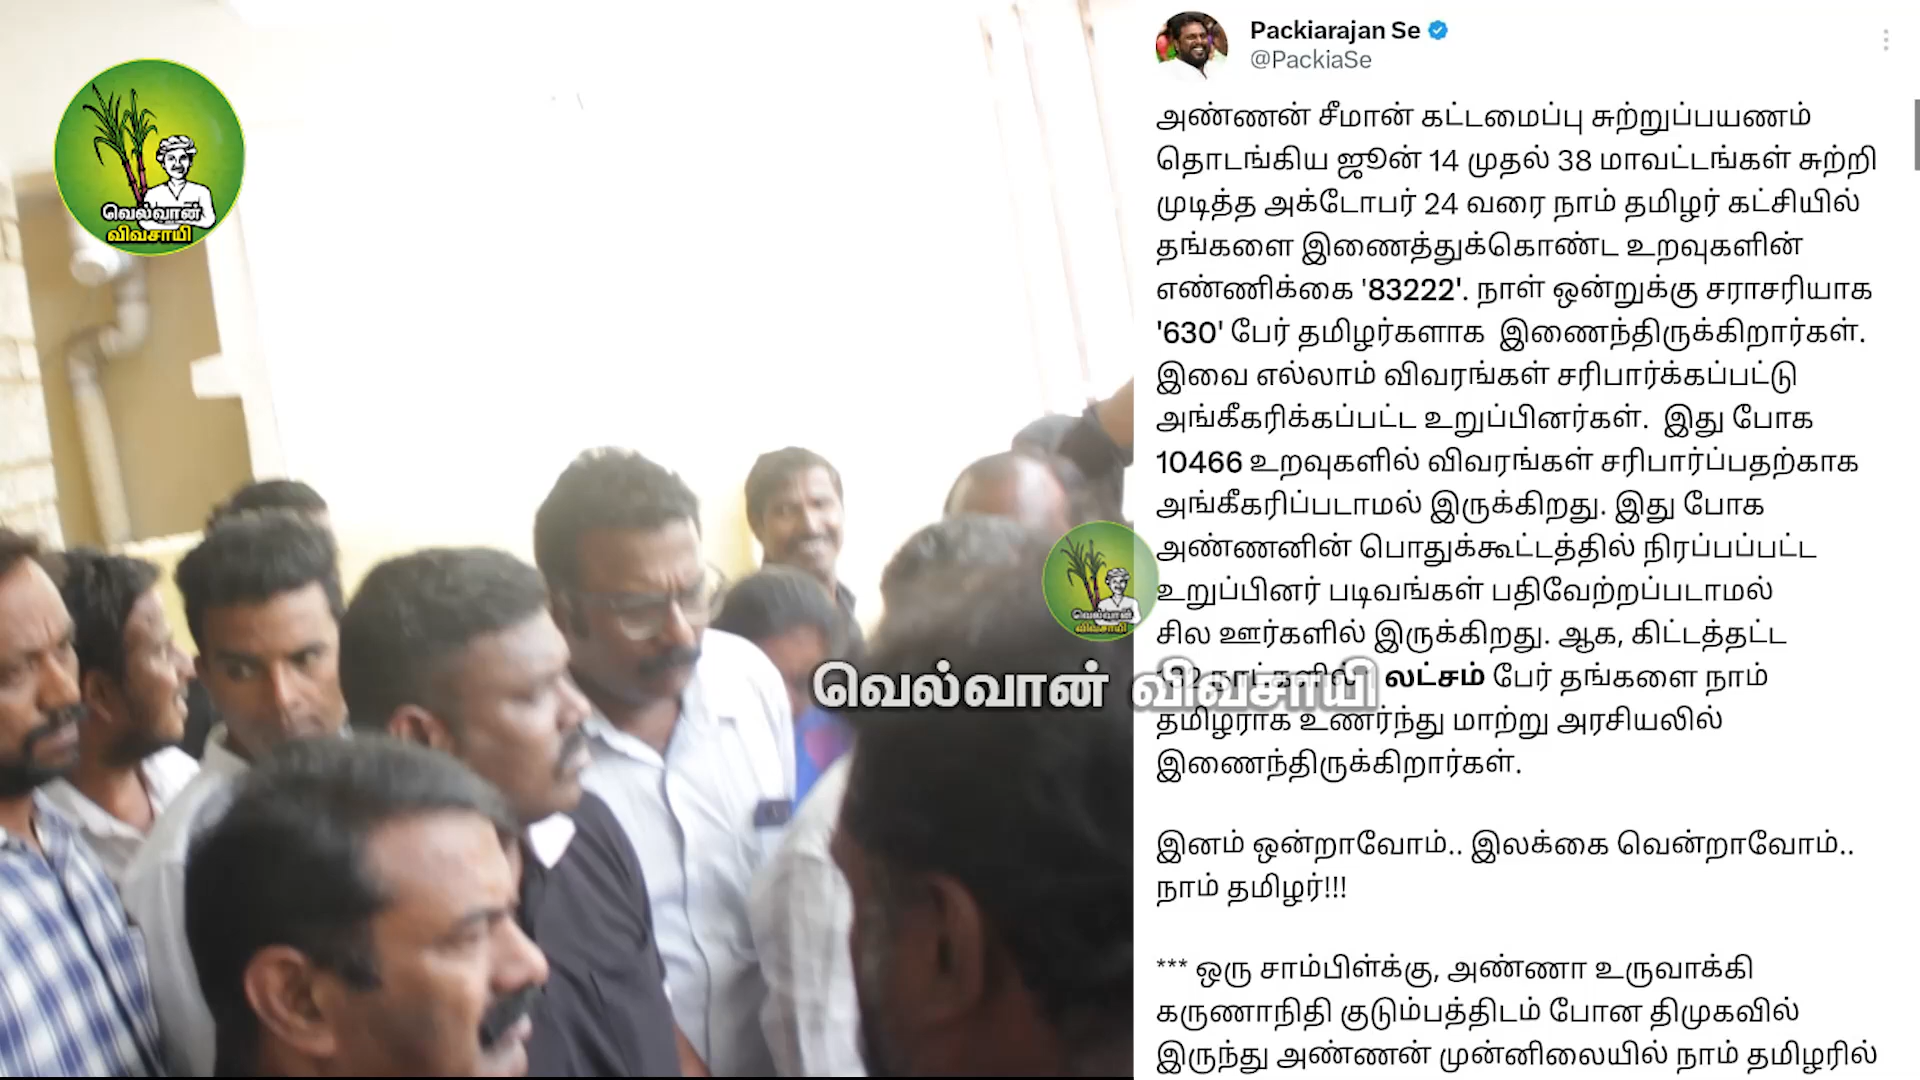 வெல்வான்
விவசாயி
Packiarajan Se
@PackiaSe
அண்ணன் சீமான் கட்டமைப்பு சுற்றுப்பயணம்
தொடங்கிய ஜூன் 14 முதல் 38 மாவட்டங்கள் சுற்றி
முடித்த அக்டோபர் 24 வரை நாம் தமிழர் கட்சியில்
தங்களை இணைத்துக்கொண்ட உறவுகளின்
எண்ணிக்கை '83222'. நாள் ஒன்றுக்கு சராசரியாக
'630' பேர் தமிழர்களாக இணைந்திருக்கிறார்கள்.
இவை எல்லாம் விவரங்கள் சரிபார்க்கப்பட்டு
அங்கீகரிக்கப்பட்ட உறுப்பினர்கள். இது போக
10466 உறவுகளில் விவரங்கள் சரிபார்ப்பதற்காக
அங்கீகரிப்படாமல் இருக்கிறது. இது போக
அண்ணனின் பொதுக்கூட்டத்தில் நிரப்பப்பட்ட
உறுப்பினர் படிவங்கள் பதிவேற்றப்படாமல்
சில ஊர்களில் இருக்கிறது. ஆக, கிட்டத்தட்ட
நாட்களில் லட்சம் பேர் தங்களை நாம்
தமிழராக உணர்ந்து மாற்று அரசியலில்
இணைந்திருக்கிறார்கள்.
இனம் ஒன்றாவோம்.. இலக்கை வென்றாவோம்..
நாம் தமிழர்!!!
*** ஒரு சாம்பிள்க்கு, அண்ணா உருவாக்கி
கருணாநிதி குடும்பத்திடம் போன திமுகவில்
இருந்து அண்ணன் முன்னிலையில் நாம் தமிழரில்
வெல்வான்
விவசாயி
வெல்வான் விவசாயி